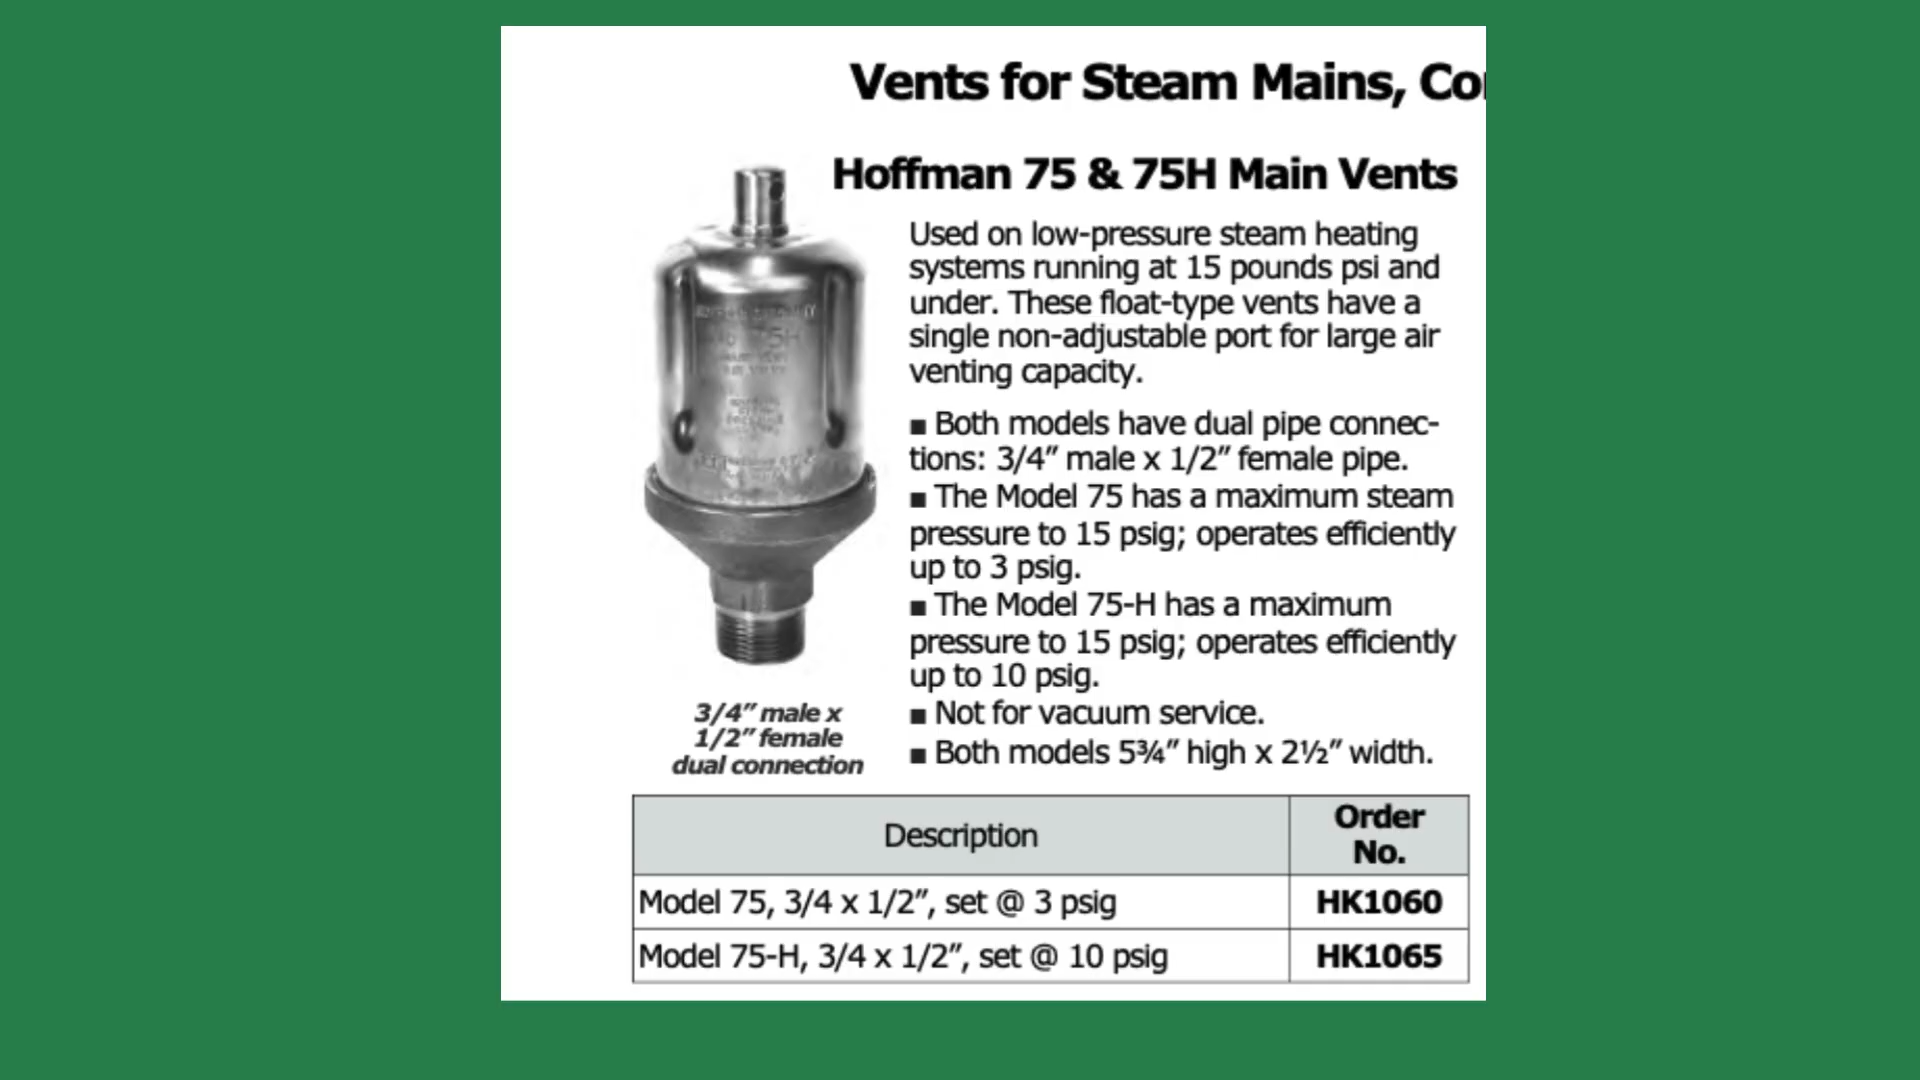 Vents for Steam Mains, Co
Hoffman 75 & 75H Main Vents
Used on low-pressure steam heating
systems running at 15 pounds psi and
under. These float-type vents have a
single non-adjustable port for large air
venting capacity.
■ Both models have dual pipe connec-
tions: 3/4” male x 1/2” female pipe.
■ The Model 75 has a maximum steam
pressure to 15 psig; operates efficiently
up to 3 psig.
■ The Model 75-H has a maximum
pressure to 15 psig; operates efficiently
up to 10 psig.
■ Not for vacuum service.
■ Both models 5¾” high x 2½” width.
75H
3/4” male x
1/2” female
dual connection
Description
Order
No.
Model 75, 3/4 x 1/2”, set @ 3 psig
HK1060
Model 75-H, 3/4 x 1/2”, set @ 10 psig
HK1065